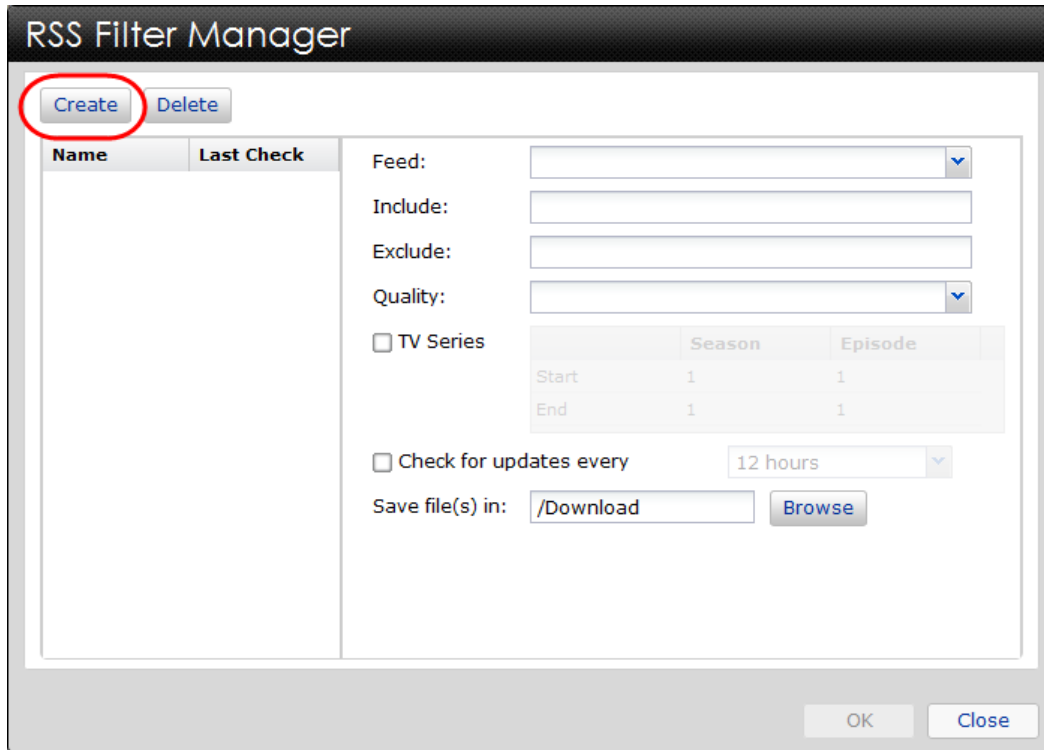 RSS Filter Manager
Create Delete
Name Last Check
Feed:
Include:
Exclude:
Quality:
TV Series
Season Episode
Start 1 1
End 1 1
Check for updates every 12 hours
Save file(s) in: /Download Browse
OK Close